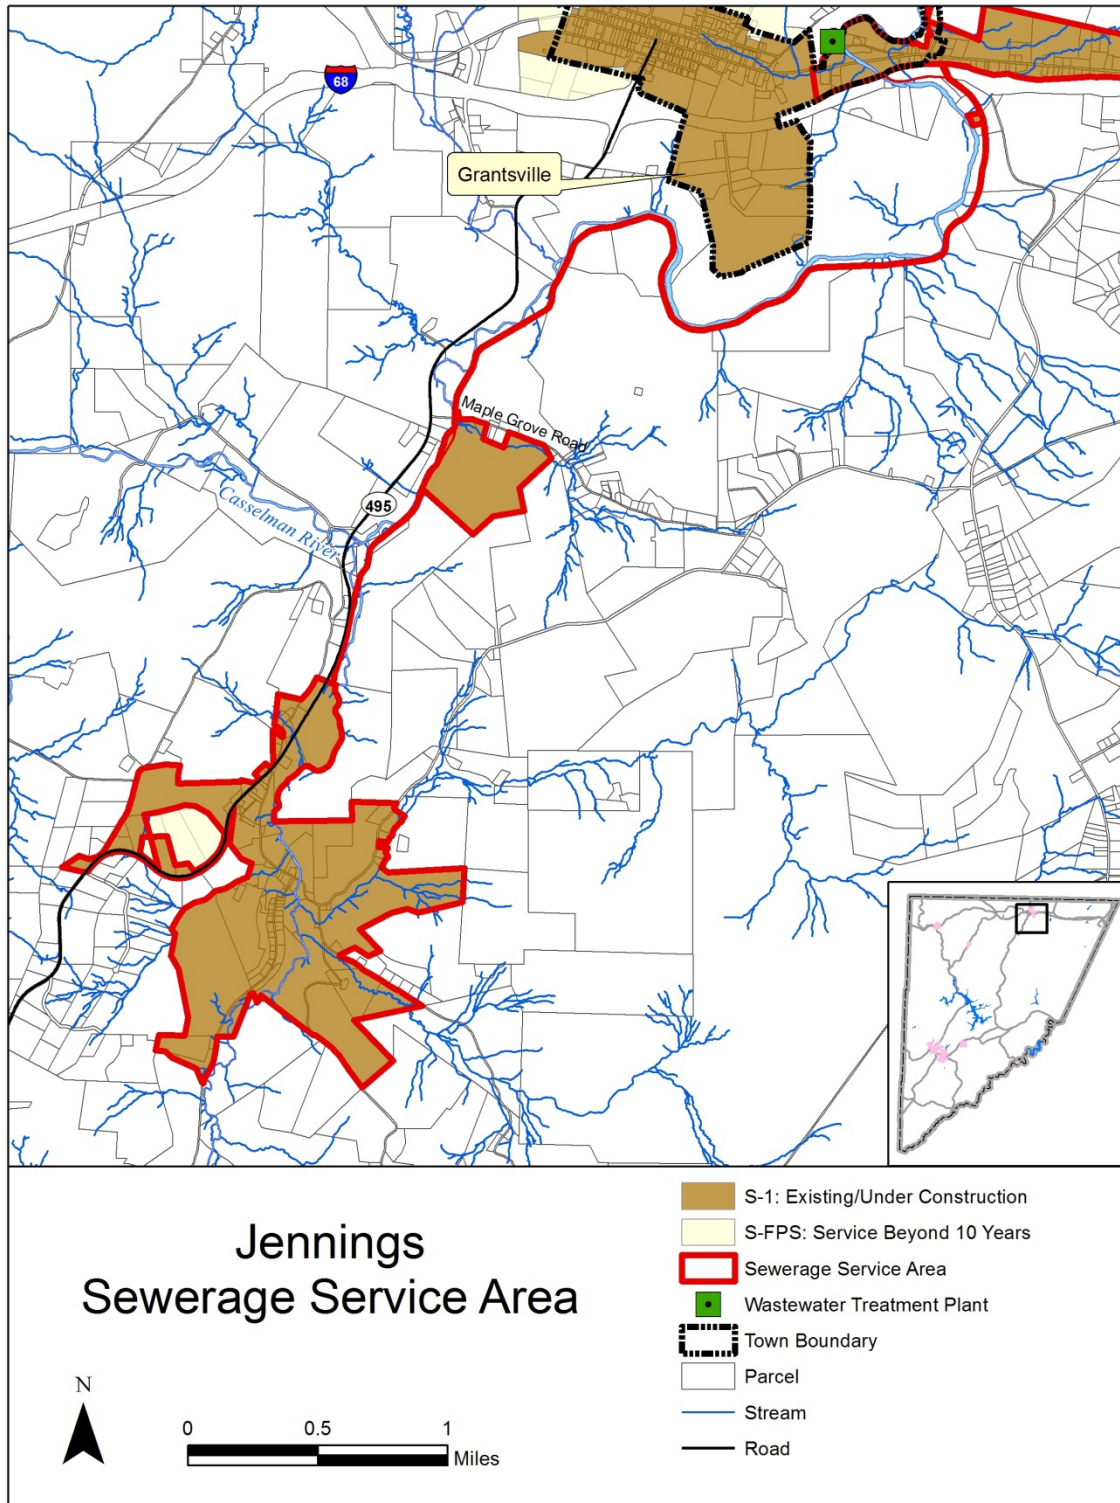 68
Grantsville
Maple Grove Road
495
Casselman River
Jennings
Sewerage Service Area
N
0 0.5 1
Miles
S-1: Existing/Under Construction
S-FPS: Service Beyond 10 Years
Sewerage Service Area
Wastewater Treatment Plant
Town Boundary
Parcel
Stream
Road